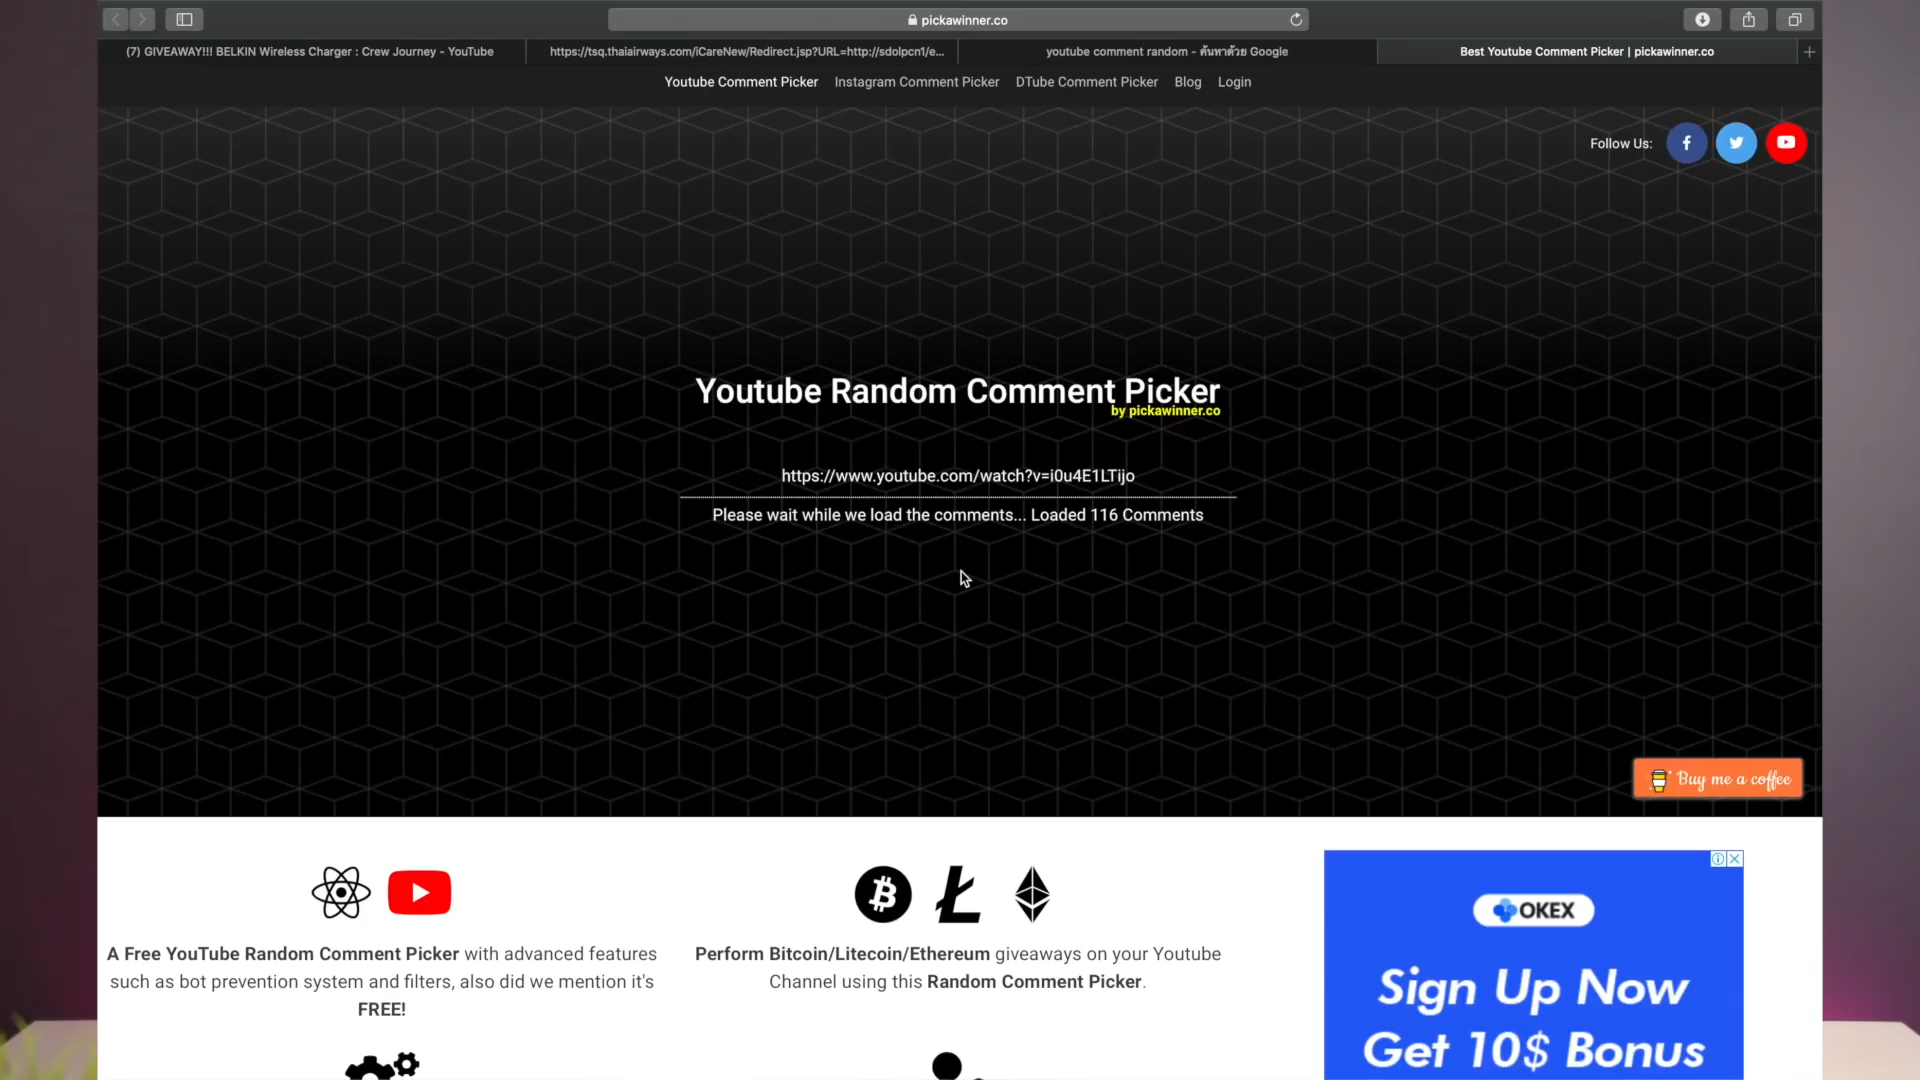 pickawinner.co
(7) GIVEAWAY!!! BELKIN Wireless Charger : Crew Journey - YouTube
https://tsq.thaiairways.com/iCareNew/Redirect.jsp?URL=http://sdolpcn1/e...
youtube comment random - ค้นหาด้วย Google
Best Youtube Comment Picker | pickawinner.co
Youtube Comment Picker Instagram Comment Picker DTube Comment Picker Blog Login
Follow Us:
Youtube Random Comment Picker
by pickawinner.co
https://www.youtube.com/watch?v=i0u4E1LTijo
Please wait while we load the comments... Loaded 116 Comments
Buy me a coffee
A Free YouTube Random Comment Picker with advanced features
such as bot prevention system and filters, also did we mention it's
FREE!
Perform Bitcoin/Litecoin/Ethereum giveaways on your Youtube
Channel using this Random Comment Picker.
OKEX
Sign Up Now
Get 10$ Bonus